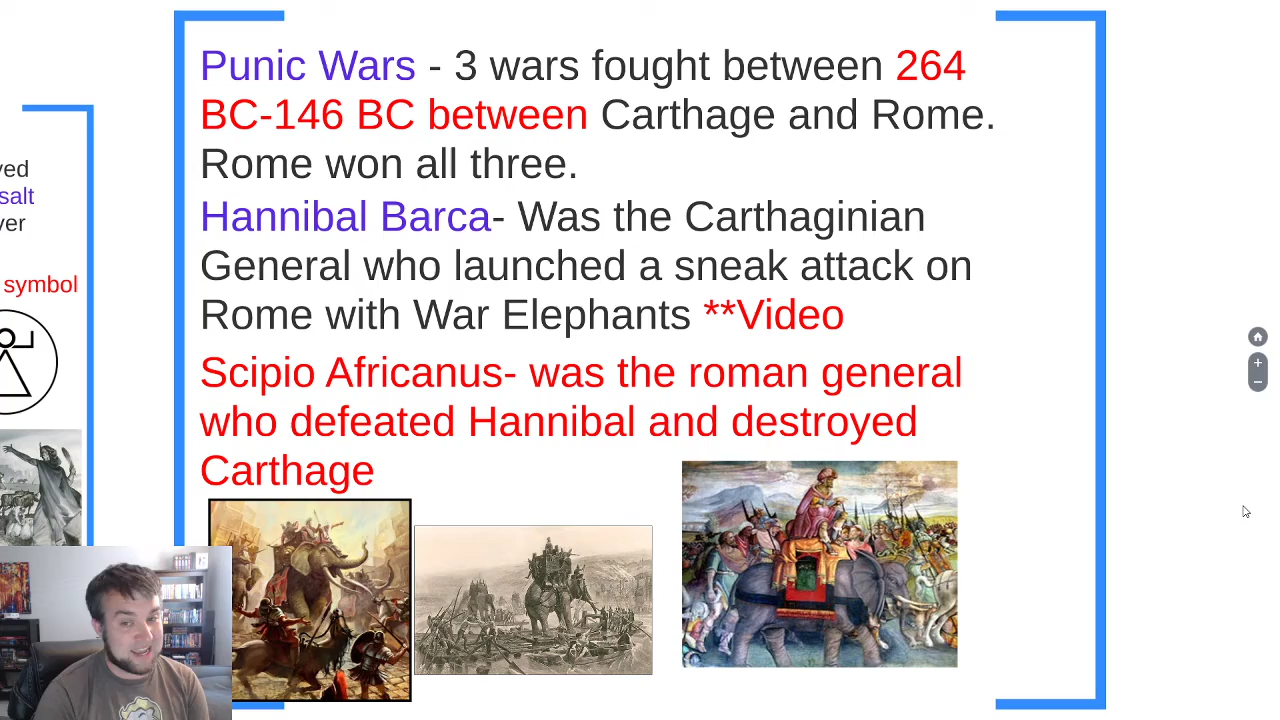 Punic Wars - 3 wars fought between 264
BC-146 BC between Carthage and Rome.
Rome won all three.
Hannibal Barca- Was the Carthaginian
General who launched a sneak attack on
Rome with War Elephants **Video
Scipio Africanus- was the roman general
who defeated Hannibal and destroyed
Carthage
salt
symbol